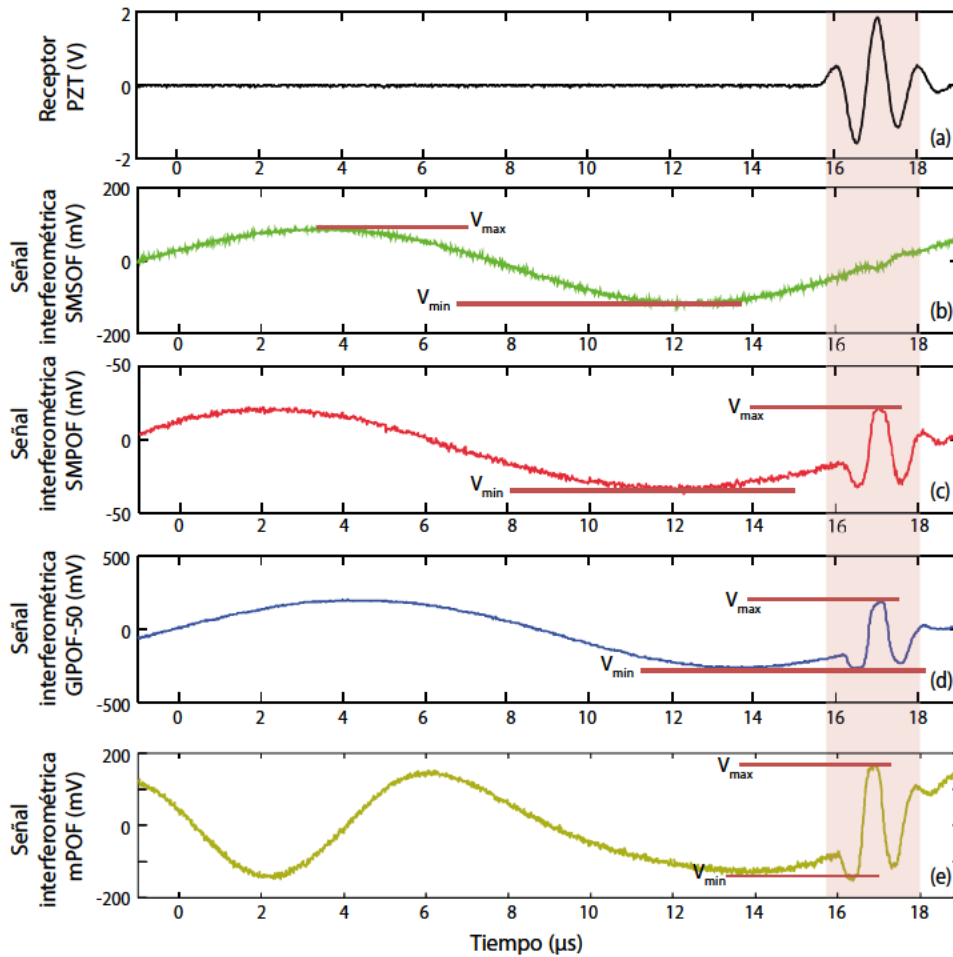 Receptor
PZT (V)
2
0
-2
0 2 4 6 8 10 12 14 16 18
(a)
Señal
interferométrica
SMSOF (mV)
200
0
-200
Vmax
Vmin
0 2 4 6 8 10 12 14 16 18
(b)
Señal
interferométrica
SMPOF (mV)
-50
0
-50
Vmax
Vmin
0 2 4 6 8 10 12 14 16 18
(c)
Señal
interferométrica
GIPOF-50 (mV)
500
0
-500
Vmax
Vmin
0 2 4 6 8 10 12 14 16 18
(d)
Señal
interferométrica
mPOF (mV)
200
0
-200
Vmax
Vmin
0 2 4 6 8 10 12 14 16 18
(e)
Tiempo (μs)